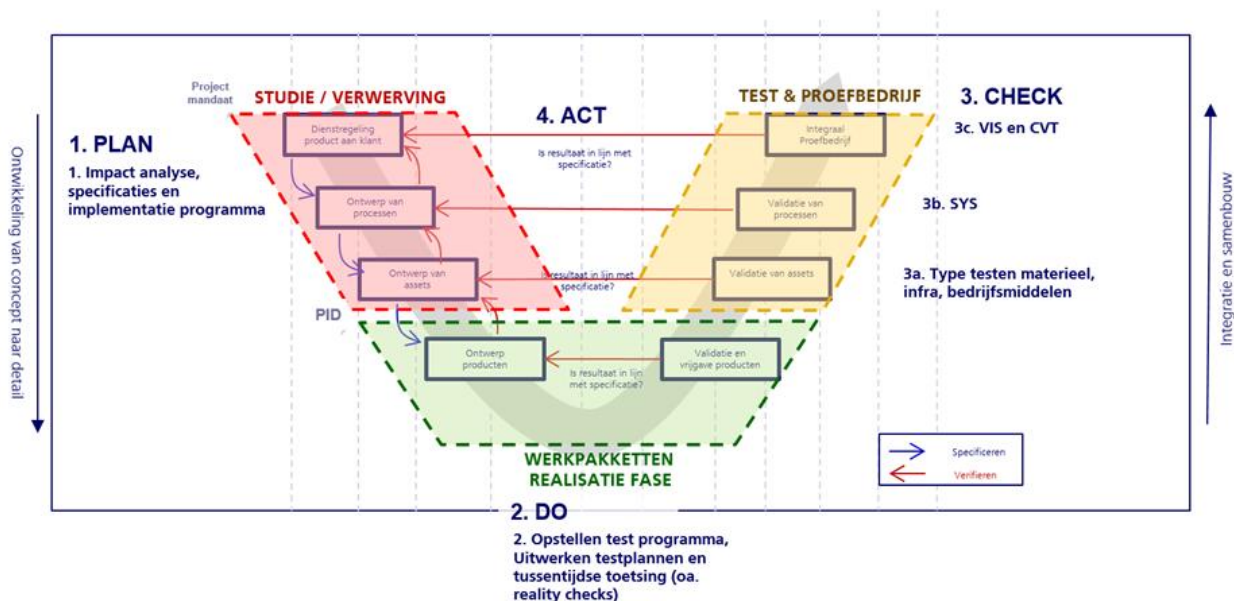 Project
mandaat
STUDIE / VERWERVING
TEST & PROEFBEDRIJF
3. CHECK
4. ACT
Dienstregeling
product aan klant
Integraal
Proefbedrijf
3c. VIS en CVT
1. PLAN
1. Impact analyse,
specificaties en
implementatie programma
Is resultaat in lijn met
specificatie?
Ontwerp van
processen
Validatie van
processen
3b. SYS
Ontwerp van
assets
Is resultaat in lijn met
specificatie?
Validatie van assets
3a. Type testen materieel,
infra, bedrijfsmiddelen
PID
Ontwerp
producten
Is resultaat in lijn
met specificatie?
Validatie en
vrijgave producten
WERKPAKKETTEN
REALISATIE FASE
Specificeren
Verifieren
2. DO
2. Opstellen test programma,
Uitwerken testplannen en
tussentijdse toetsing (oa.
reality checks)
Ontwikkeling van concept naar detail
Integratie en samenbouw